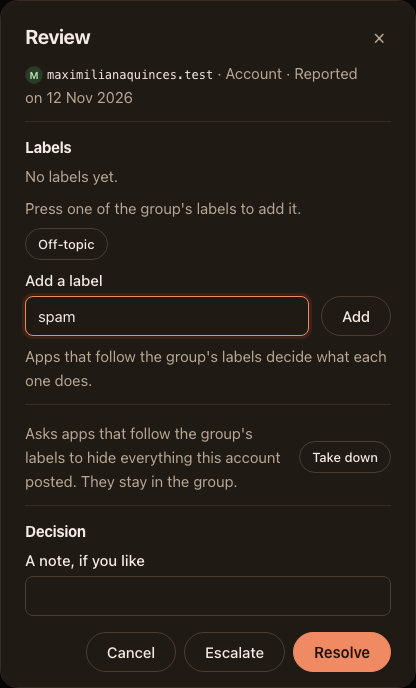 Review
×
M maximilianaquinces.test · Account · Reported
on 12 Nov 2026
Labels
No labels yet.
Press one of the group's labels to add it.
Off-topic
Add a label
spam
Add
Apps that follow the group's labels decide what each
one does.
Asks apps that follow the group's
labels to hide everything this account
posted. They stay in the group.
Take down
Decision
A note, if you like
Cancel
Escalate
Resolve